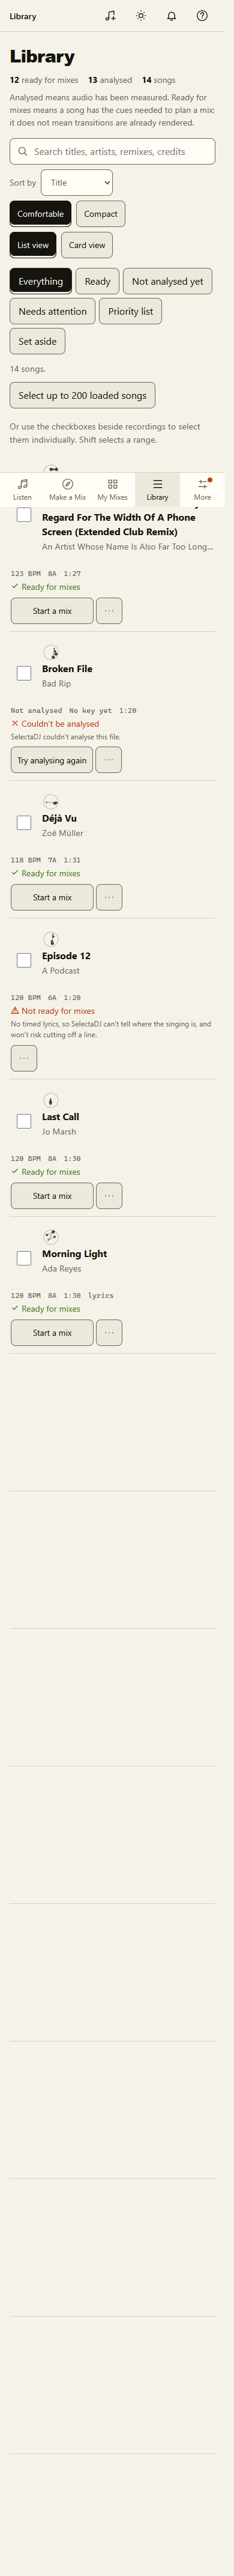 Library
Library
12 ready for mixes 13 analysed 14 songs
Analysed means audio has been measured. Ready for
mixes means a song has the cues needed to plan a mix;
it does not mean transitions are already rendered.
Search titles, artists, remixes, credits
Sort by Title
Comfortable Compact
List view Card view
Everything Ready Not analysed yet
Needs attention Priority list
Set aside
14 songs.
Select up to 200 loaded songs
Or use the checkboxes beside recordings to select
them individually. Shift selects a range.
Listen Make a Mix My Mixes Library More
Regard For The Width Of A Phone
Screen (Extended Club Remix)
An Artist Whose Name Is Also Far Too Long...
123 BPM 8A 1:27
Ready for mixes
Start a mix ...
Broken File
Bad Rip
Not analysed No key yet 1:20
Couldn't be analysed
SelectaDJ couldn't analyse this file.
Try analysing again ...
Déjà Vu
Zoë Müller
118 BPM 7A 1:31
Ready for mixes
Start a mix ...
Episode 12
A Podcast
120 BPM 6A 1:20
Not ready for mixes
No timed lyrics, so SelectaDJ can't tell where the singing is, and
won't risk cutting off a line.
...
Last Call
Jo Marsh
120 BPM 8A 1:30
Ready for mixes
Start a mix ...
Morning Light
Ada Reyes
120 BPM 8A 1:30 lyrics
Ready for mixes
Start a mix ...